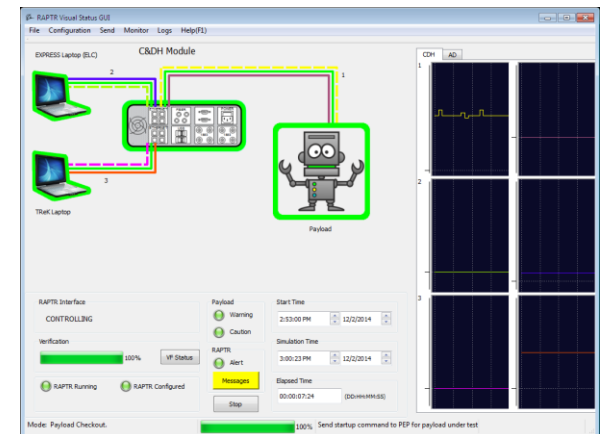 RAPTR Visual Status GUI
File Configuration Send Monitor Logs Help(F1)
EXPRESS Laptop (ELC)
C&DH Module
CDH AD
2
1
1
3
TReK Laptop
Payload
2
RAPTR Interface
CONTROLLING
Payload
Warning
Caution
Start Time
2:53:00 PM 12/2/2014
3
Verification
100% VF Status
RAPTR
Alert
Simulation Time
3:00:23 PM 12/2/2014
RAPTR Running RAPTR Configured
Messages
Stop
Elapsed Time
00:00:07:24 (DD:HH:MM:SS)
Mode: Payload Checkout.
100% Send startup command to PEP for payload under test